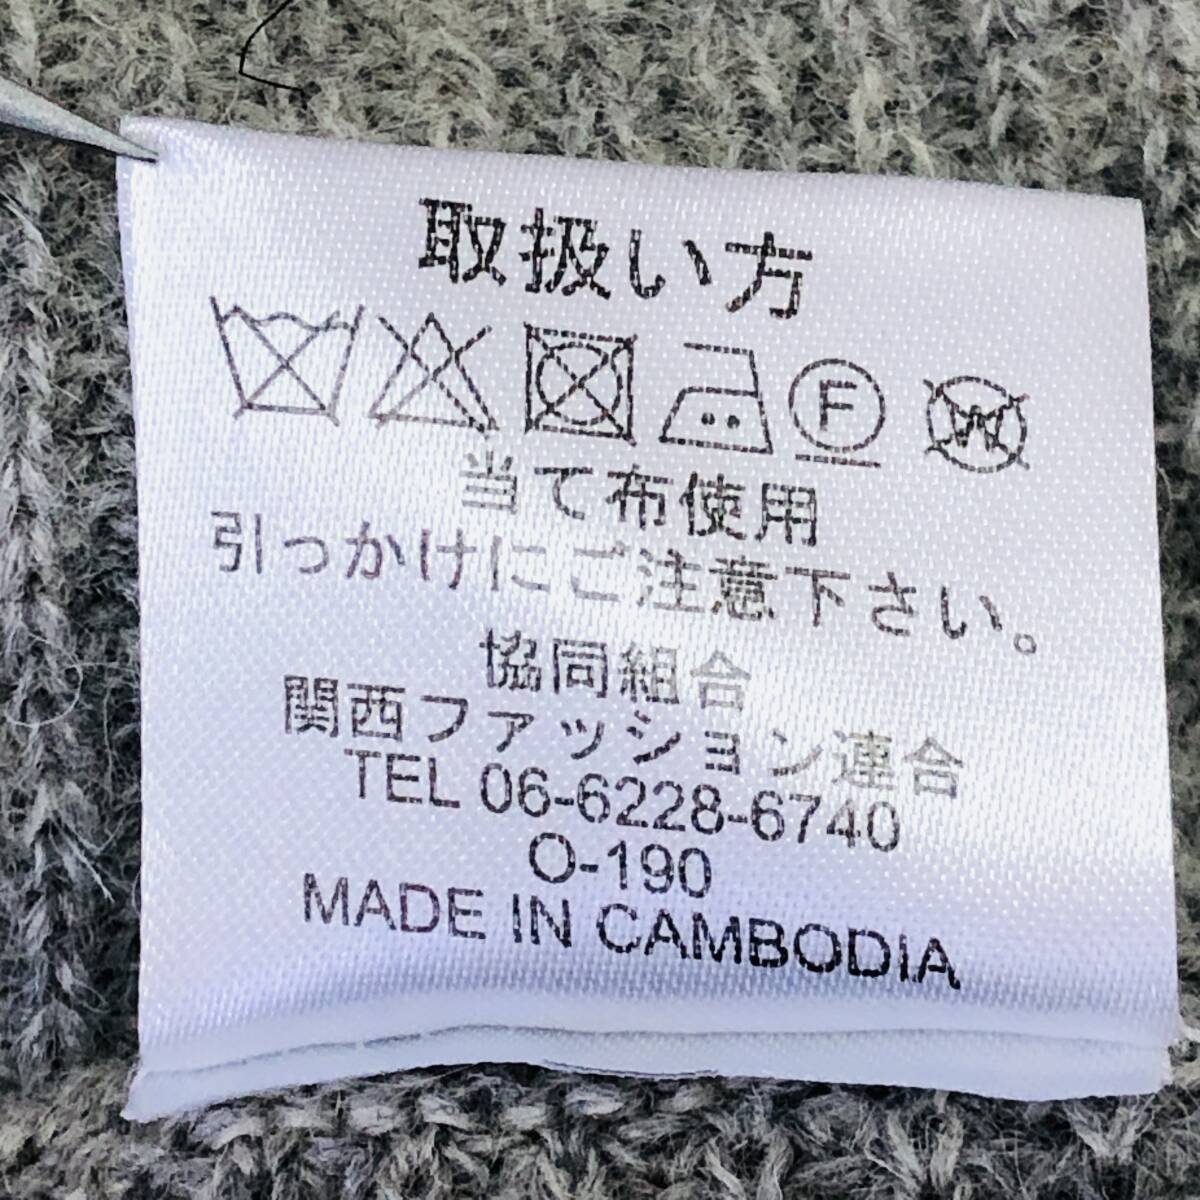 取扱い方
F W
当て布使用
引っかけにご注意下さい。
協同組合
関西ファッション連合
TEL 06-6228-6740
O-190
MADE IN CAMBODIA